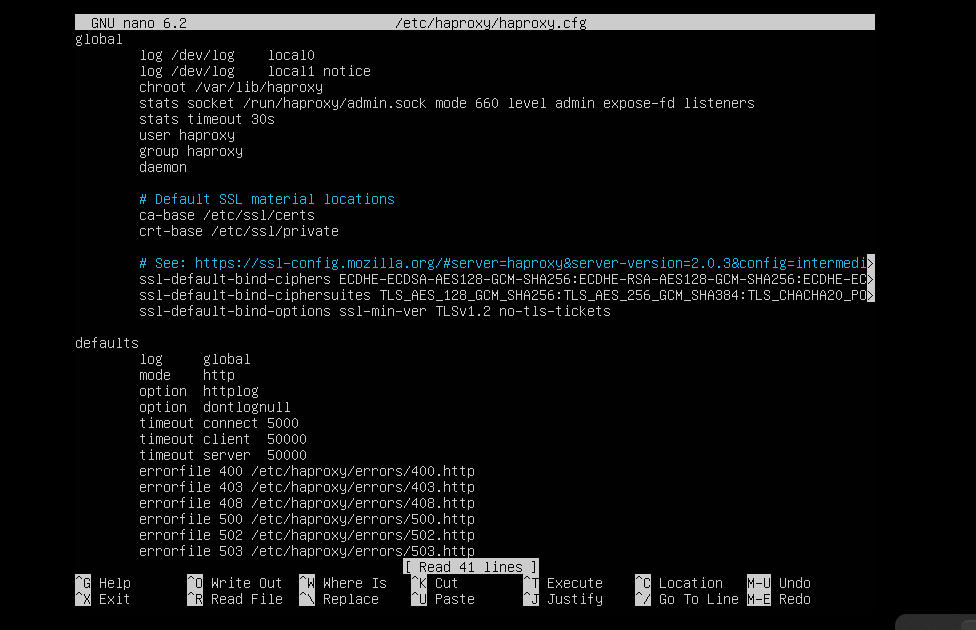 GNU nano 6.2 /etc/haproxy/haproxy.cfg
global
log /dev/log local0
log /dev/log local1 notice
chroot /var/lib/haproxy
stats socket /run/haproxy/admin.sock mode 660 level admin expose-fd listeners
stats timeout 30s
user haproxy
group haproxy
daemon
# Default SSL material locations
ca-base /etc/ssl/certs
crt-base /etc/ssl/private
# See: https://ssl-config.mozilla.org/#server=haproxy&server-version=2.0.3&config=intermedi>
ssl-default-bind-ciphers ECDHE-ECDSA-AES128-GCM-SHA256:ECDHE-RSA-AES128-GCM-SHA256:ECDHE-EC>
ssl-default-bind-ciphersuites TLS_AES_128_GCM_SHA256:TLS_AES_256_GCM_SHA384:TLS_CHACHA20_PO>
ssl-default-bind-options ssl-min-ver TLSv1.2 no-tls-tickets
defaults
log global
mode http
option httplog
option dontlognull
timeout connect 5000
timeout client 50000
timeout server 50000
errorfile 400 /etc/haproxy/errors/400.http
errorfile 403 /etc/haproxy/errors/403.http
errorfile 408 /etc/haproxy/errors/408.http
errorfile 500 /etc/haproxy/errors/500.http
errorfile 502 /etc/haproxy/errors/502.http
errorfile 503 /etc/haproxy/errors/503.http
[ Read 41 lines ]
^G Help ^O Write Out ^W Where Is ^K Cut ^T Execute ^C Location M-U Undo
^X Exit ^R Read File ^\ Replace ^U Paste ^J Justify ^/ Go To Line M-E Redo